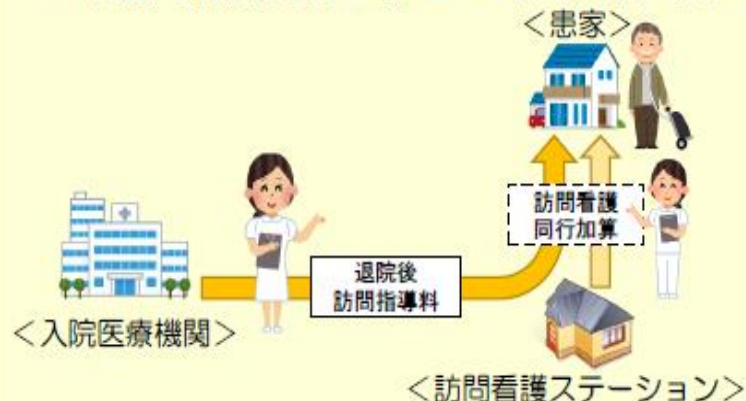 ＜患家＞
訪問看護
同行加算
退院後
訪問指導料
＜入院医療機関＞
＜訪問看護ステーション＞